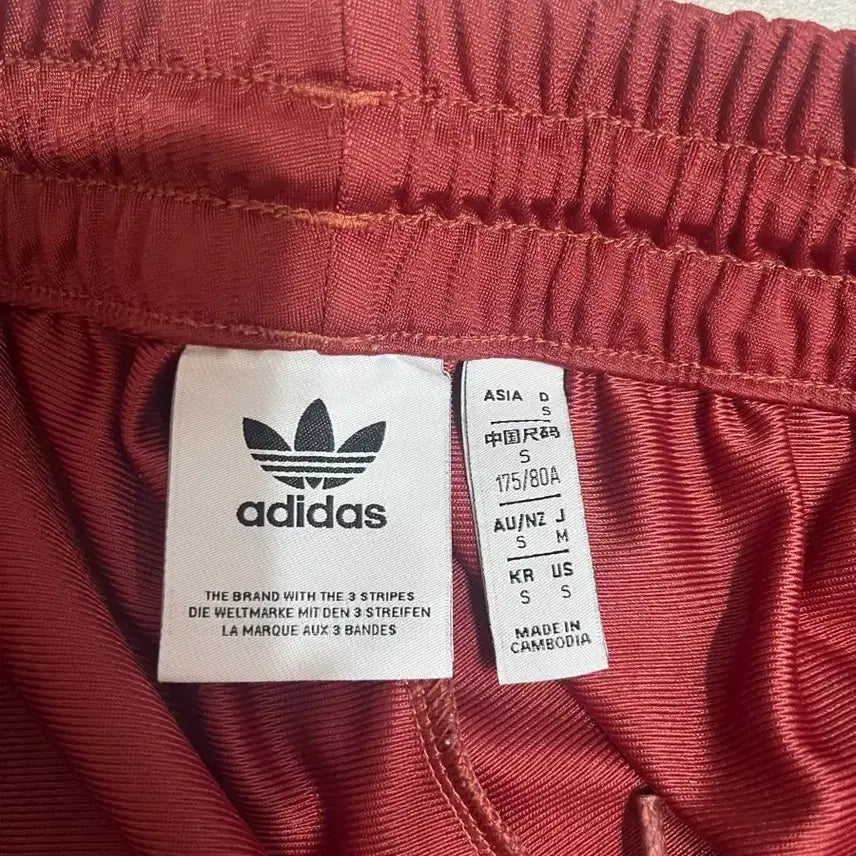 adidas
THE BRAND WITH THE 3 STRIPES
DIE WELTMARKE MIT DEN 3 STREIFEN
LA MARQUE AUX 3 BANDES
ASIA D
S
中国尺码
S
175/80A
AU/NZ J
S M
KR US
S S
MADE IN
CAMBODIA